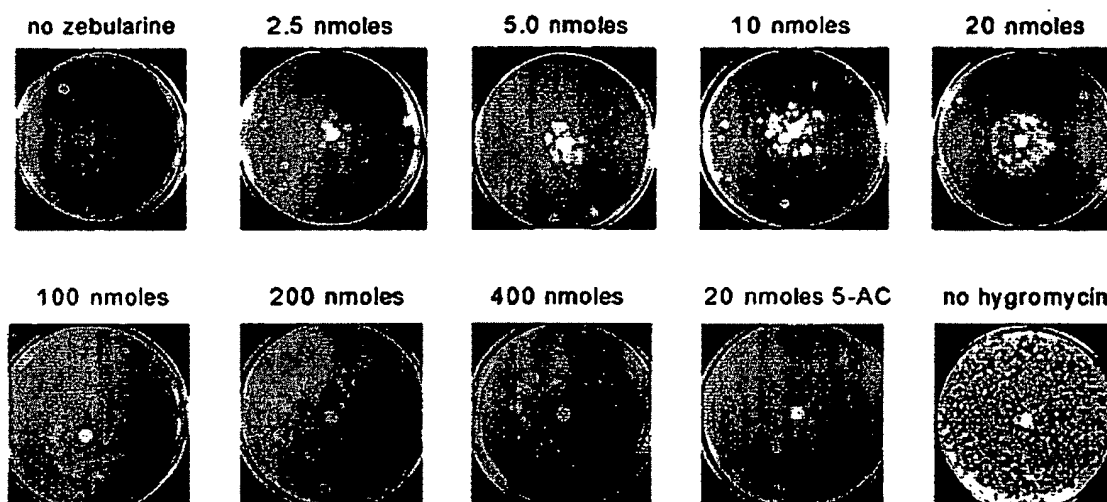 no zebularine 2.5 nmoles 5.0 nmoles 10 nmoles 20 nmoles
100 nmoles 200 nmoles 400 nmoles 20 nmoles 5-AC no hygromycin